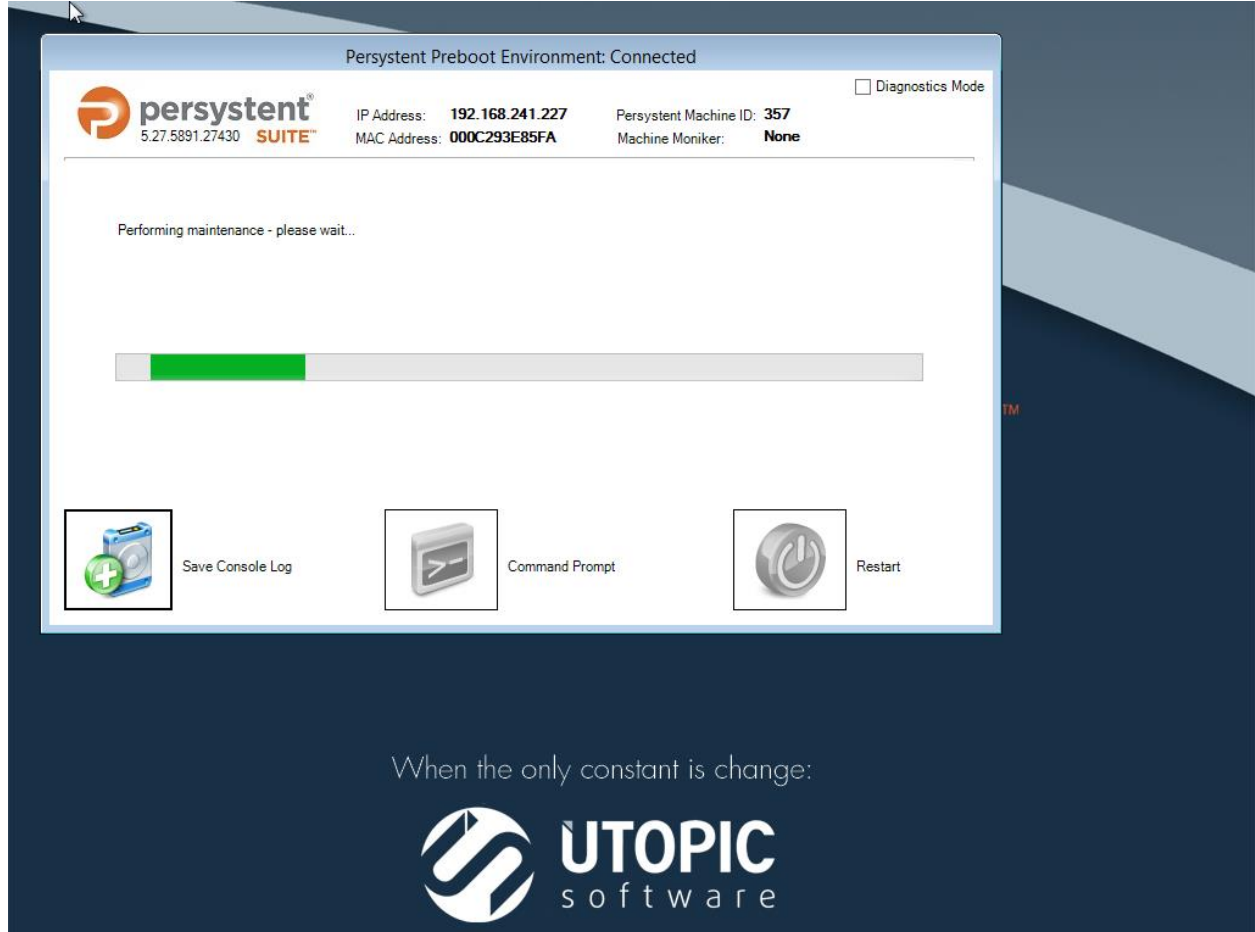 Persystent Preboot Environment: Connected
Diagnostics Mode
persystent®
5.27.5891.27430 SUITE™
IP Address: 192.168.241.227 Persystent Machine ID: 357
MAC Address: 000C293E85FA Machine Moniker: None
Performing maintenance - please wait...
TM
>-
Save Console Log
Command Prompt
Restart
When the only constant is change:
UTOPIC
software